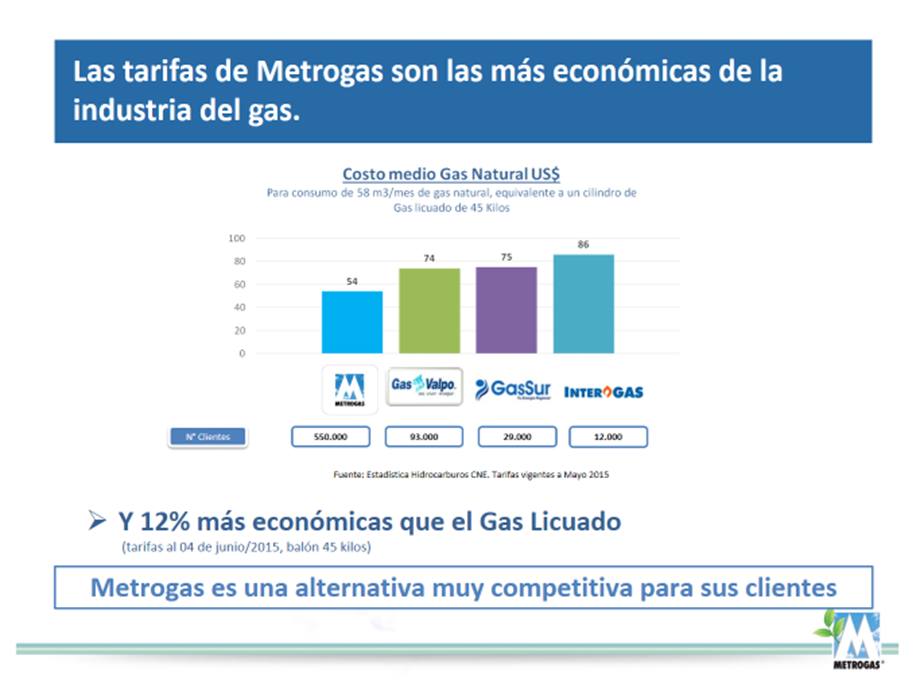 Las tarifas de Metrogas son las más económicas de la
industria del gas.
Costo medio Gas Natural US$
Para consumo de 58 m3/mes de gas natural, equivalente a un cilindro de
Gas licuado de 45 Kilos
100
80
60
40
20
0
54
74
75
86
METROGAS
Gas Valpo.
GasSur
INTERGAS
N° Clientes
550.000
93.000
29.000
12.000
Fuente: Estadística Hidrocarburos CNE. Tarifas vigentes a Mayo 2015
Y 12% más económicas que el Gas Licuado
(tarifas al 04 de junio/2015, balón 45 kilos)
Metrogas es una alternativa muy competitiva para sus clientes
METROGAS